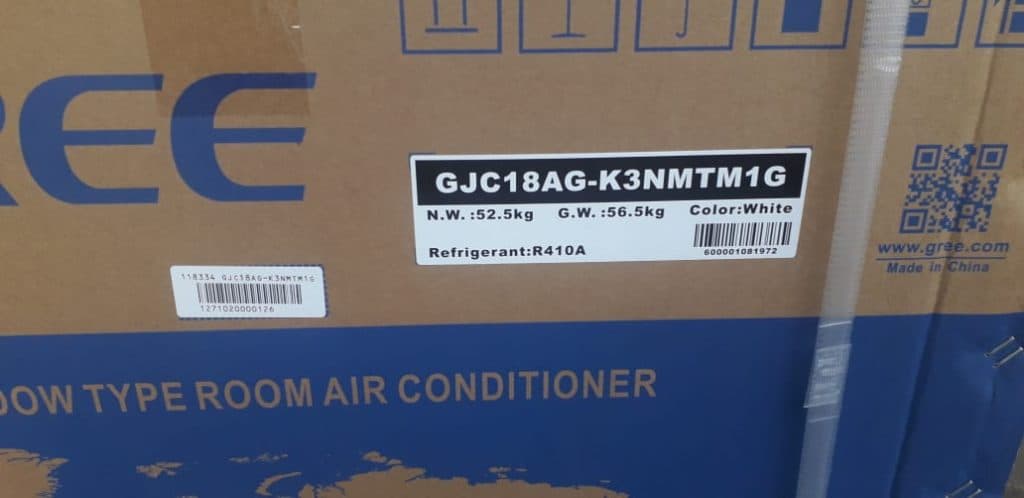 REE
GJC18AG-K3NMTM1G
N.W. :52.5kg G.W. :56.5kg Color:White
Refrigerant:R410A
600001081972
www.gree.com
Made in China
118334 GJC18AG-K3NMTM1G
1271020000126
DOW TYPE ROOM AIR CONDITIONER